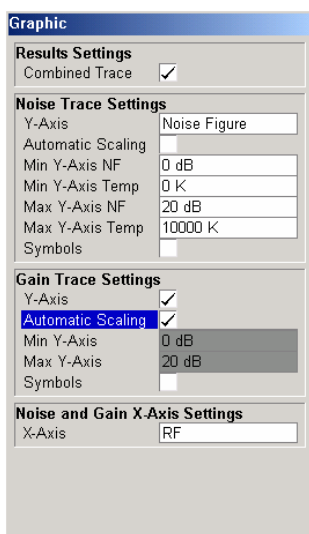 Graphic
Results Settings
Combined Trace
Noise Trace Settings
Y-Axis Noise Figure
Automatic Scaling
Min Y-Axis NF 0 dB
Min Y-Axis Temp 0 K
Max Y-Axis NF 20 dB
Max Y-Axis Temp 10000 K
Symbols
Gain Trace Settings
Y-Axis
Automatic Scaling
Min Y-Axis 0 dB
Max Y-Axis 20 dB
Symbols
Noise and Gain X-Axis Settings
X-Axis RF